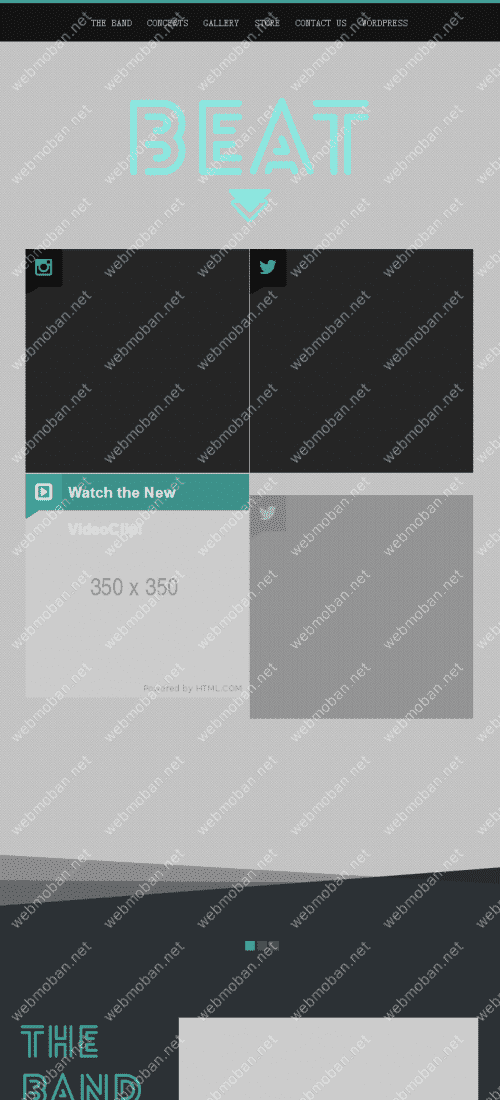 THE BAND CONCERTS GALLERY STORE CONTACT US WORDPRESS
BEAT
Watch the New
VideoClip!
350 x 350
Powered by HTML.COM
THE
BAND
webmoban.net